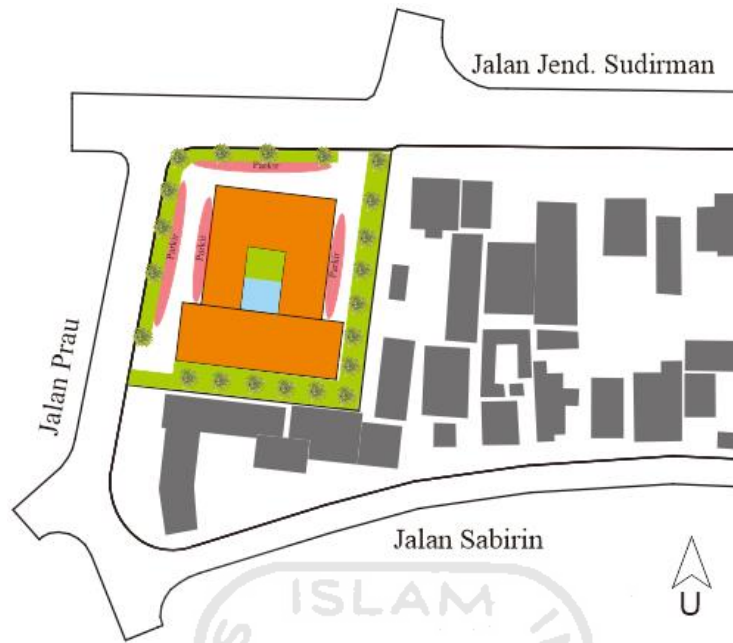 Jalan Jend. Sudirman
Parkir
Parkir
Parkir
Parkir
Jalan Prau
Jalan Sabirin
U
ISLAM